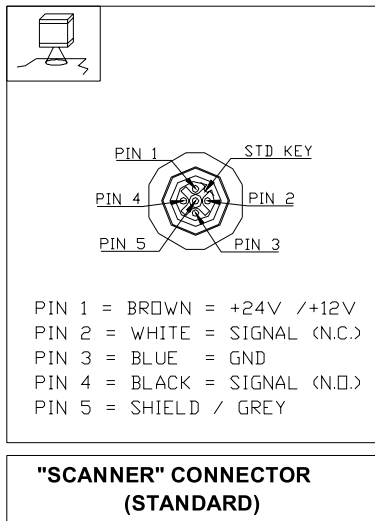 PIN 1
STD KEY
PIN 4
PIN 2
PIN 5
PIN 3
PIN 1 = BROWN = +24V /+12V
PIN 2 = WHITE = SIGNAL (N.C.)
PIN 3 = BLUE = GND
PIN 4 = BLACK = SIGNAL (N.O.)
PIN 5 = SHIELD / GREY
"SCANNER" CONNECTOR
(STANDARD)